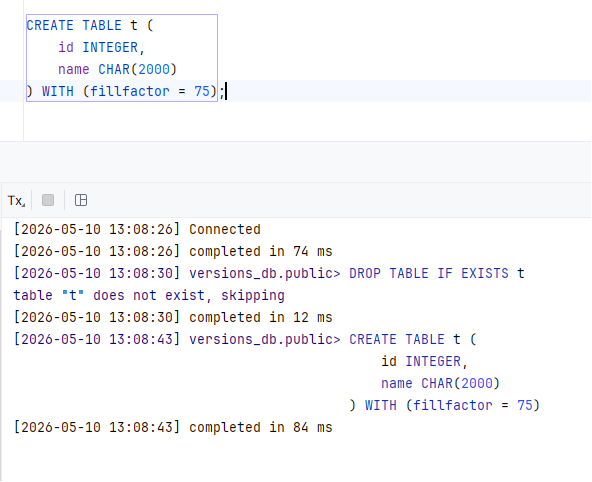 CREATE TABLE t (
    id INTEGER,
    name CHAR(2000)
) WITH (fillfactor = 75);
Tx
[2026-05-10 13:08:26] Connected
[2026-05-10 13:08:26] completed in 74 ms
[2026-05-10 13:08:30] versions_db.public> DROP TABLE IF EXISTS t
table "t" does not exist, skipping
[2026-05-10 13:08:30] completed in 12 ms
[2026-05-10 13:08:43] versions_db.public> CREATE TABLE t (
                                              id INTEGER,
                                              name CHAR(2000)
                                          ) WITH (fillfactor = 75)
[2026-05-10 13:08:43] completed in 84 ms